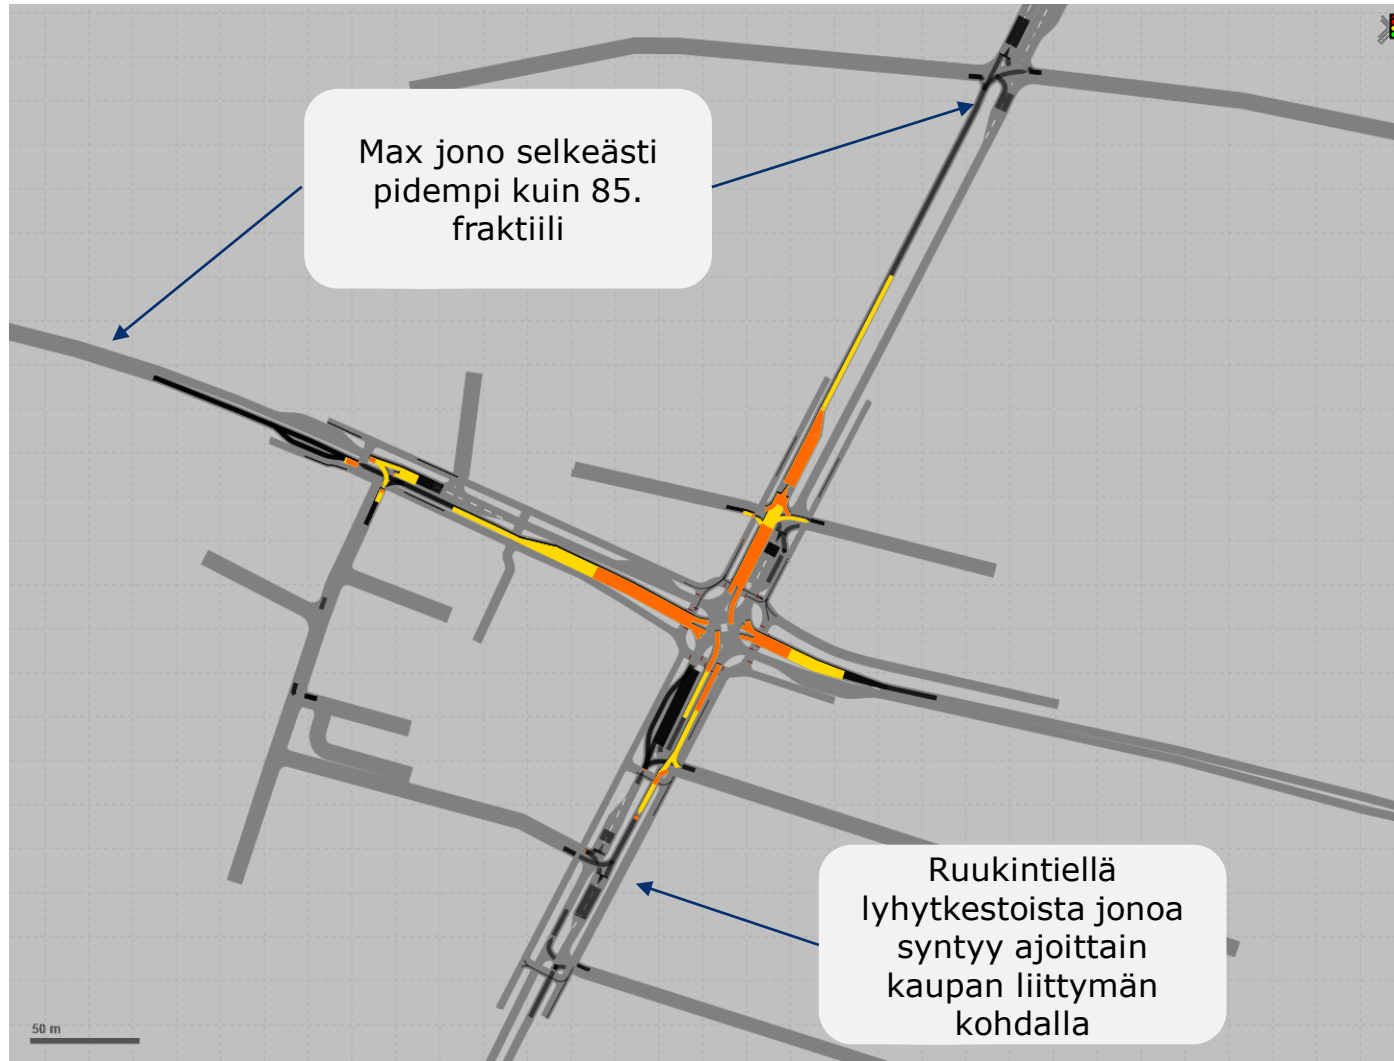 Max jono selkeästi
pidempi kuin 85.
fraktiili
Ruukintiellä
lyhytkestoista jonoa
syntyy ajoittain
kaupan liittymän
kohdalla
50 m